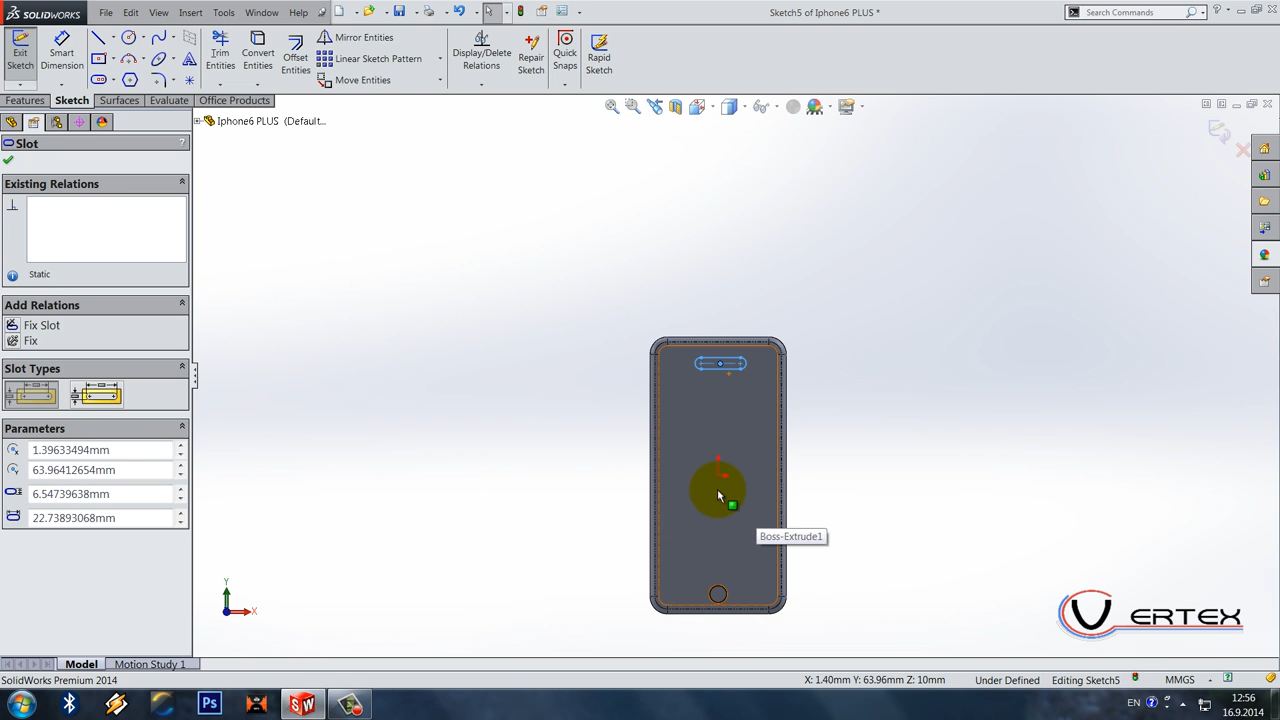 SOLIDWORKS
File Edit View Insert Tools Window Help
Sketch5 of Iphone6 PLUS *
Search Commands
Exit Sketch
Smart Dimension
Trim Entities
Convert Entities
Offset Entities
Mirror Entities
Linear Sketch Pattern
Move Entities
Display/Delete Relations
Repair Sketch
Quick Snaps
Rapid Sketch
Features Sketch Surfaces Evaluate Office Products
Iphone6 PLUS (Default...
Slot
?
Existing Relations
Static
Add Relations
Fix Slot
Fix
Slot Types
Parameters
1.39633494mm
63.96412654mm
6.54739638mm
22.73893068mm
Boss-Extrude1
Y
X
VERTEX
Model Motion Study 1
SolidWorks Premium 2014
X: 1.40mm Y: 63.96mm Z: 10mm
Under Defined
Editing Sketch5
MMGS
EN
12:56
16.9.2014